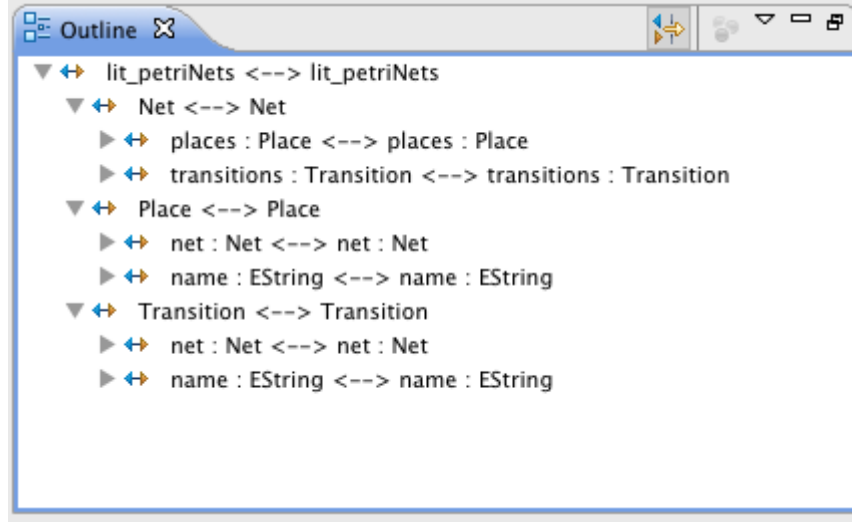 Outline
lit_petriNets <--> lit_petriNets
Net <--> Net
places : Place <--> places : Place
transitions : Transition <--> transitions : Transition
Place <--> Place
net : Net <--> net : Net
name : EString <--> name : EString
Transition <--> Transition
net : Net <--> net : Net
name : EString <--> name : EString